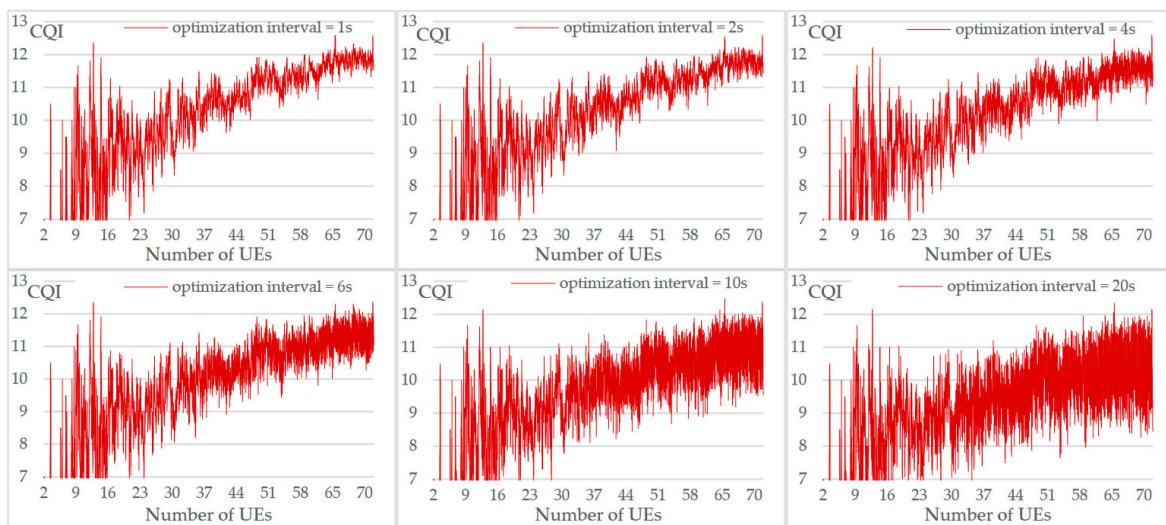 13
CQI
optimization interval = 1s
12
11
10
9
8
7
2 9 16 23 30 37 44 51 58 65 70
Number of UEs
13
CQI
optimization interval = 2s
12
11
10
9
8
7
2 9 16 23 30 37 44 51 58 65 70
Number of UEs
13
CQI
optimization interval = 4s
12
11
10
9
8
7
2 9 16 23 30 37 44 51 58 65 70
Number of UEs
13
CQI
optimization interval = 6s
12
11
10
9
8
7
2 9 16 23 30 37 44 51 58 65 70
Number of UEs
13
CQI
optimization interval = 10s
12
11
10
9
8
7
2 9 16 23 30 37 44 51 58 65 70
Number of UEs
13
CQI
optimization interval = 20s
12
11
10
9
8
7
2 9 16 23 30 37 44 51 58 65 70
Number of UEs